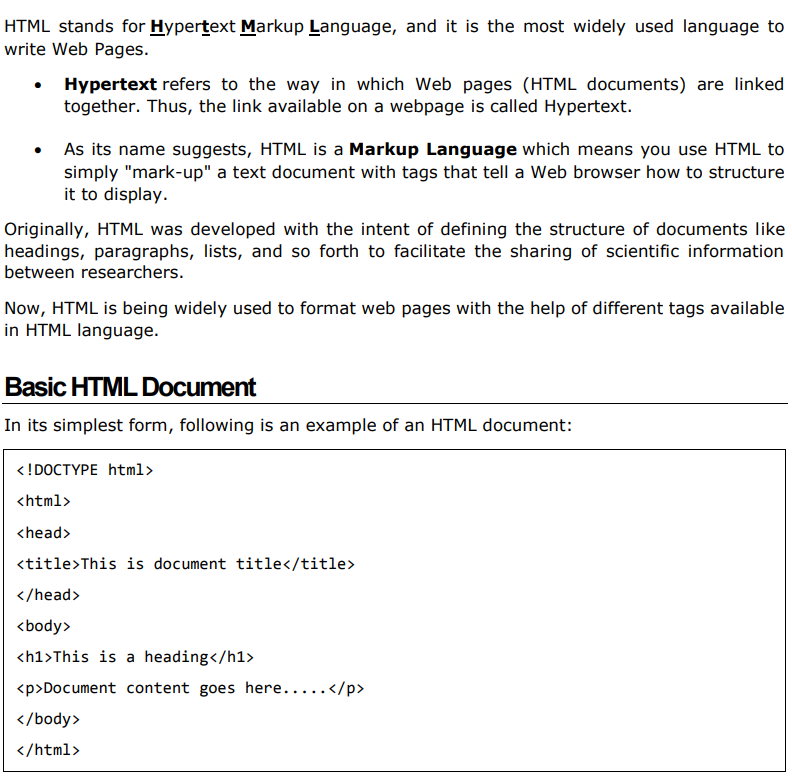 HTML stands for Hypertext Markup Language, and it is the most widely used language to
write Web Pages.
• Hypertext refers to the way in which Web pages (HTML documents) are linked
together. Thus, the link available on a webpage is called Hypertext.
• As its name suggests, HTML is a Markup Language which means you use HTML to
simply "mark-up" a text document with tags that tell a Web browser how to structure
it to display.
Originally, HTML was developed with the intent of defining the structure of documents like
headings, paragraphs, lists, and so forth to facilitate the sharing of scientific information
between researchers.
Now, HTML is being widely used to format web pages with the help of different tags available
in HTML language.
Basic HTML Document
In its simplest form, following is an example of an HTML document:
<!DOCTYPE html>
<html>
<head>
<title>This is document title</title>
</head>
<body>
<h1>This is a heading</h1>
<p>Document content goes here.....</p>
</body>
</html>